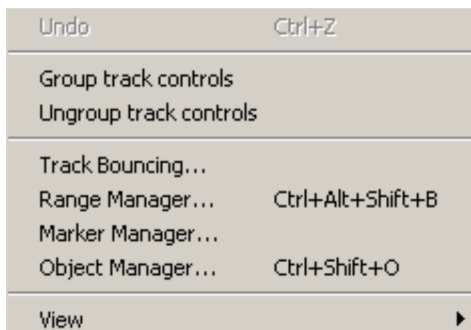 Undo Ctrl+Z
Group track controls
Ungroup track controls
Track Bouncing...
Range Manager... Ctrl+Alt+Shift+B
Marker Manager...
Object Manager... Ctrl+Shift+O
View